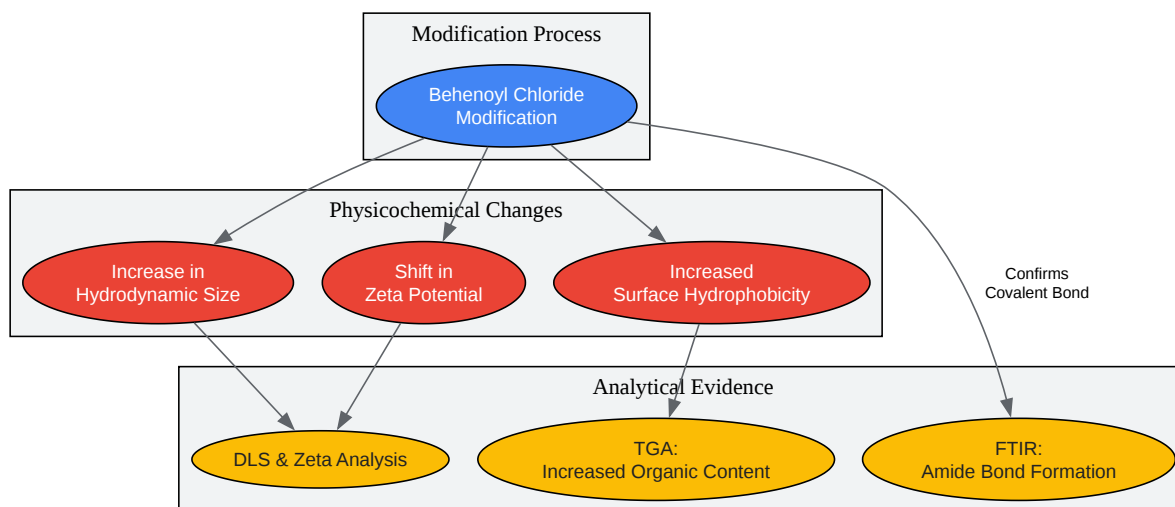 Modification Process
Behenoyl Chloride
Modification
Physicochemical Changes
Increase in
Hydrodynamic Size
Shift in
Zeta Potential
Increased
Surface Hydrophobicity
Confirms
Covalent Bond
Analytical Evidence
DLS & Zeta Analysis
TGA:
Increased Organic Content
FTIR:
Amide Bond Formation